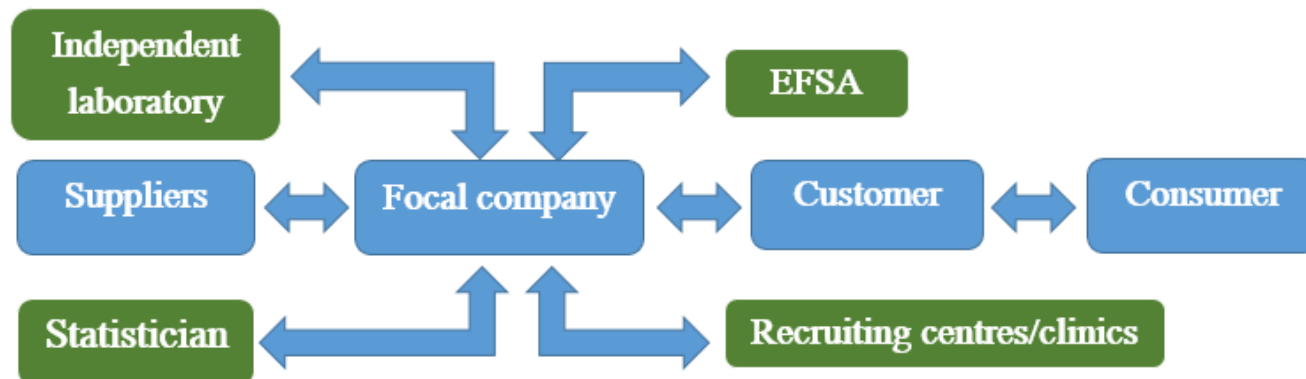 Independent
laboratory
EFSA
Suppliers
Focal company
Customer
Consumer
Statistician
Recruiting centres/clinics